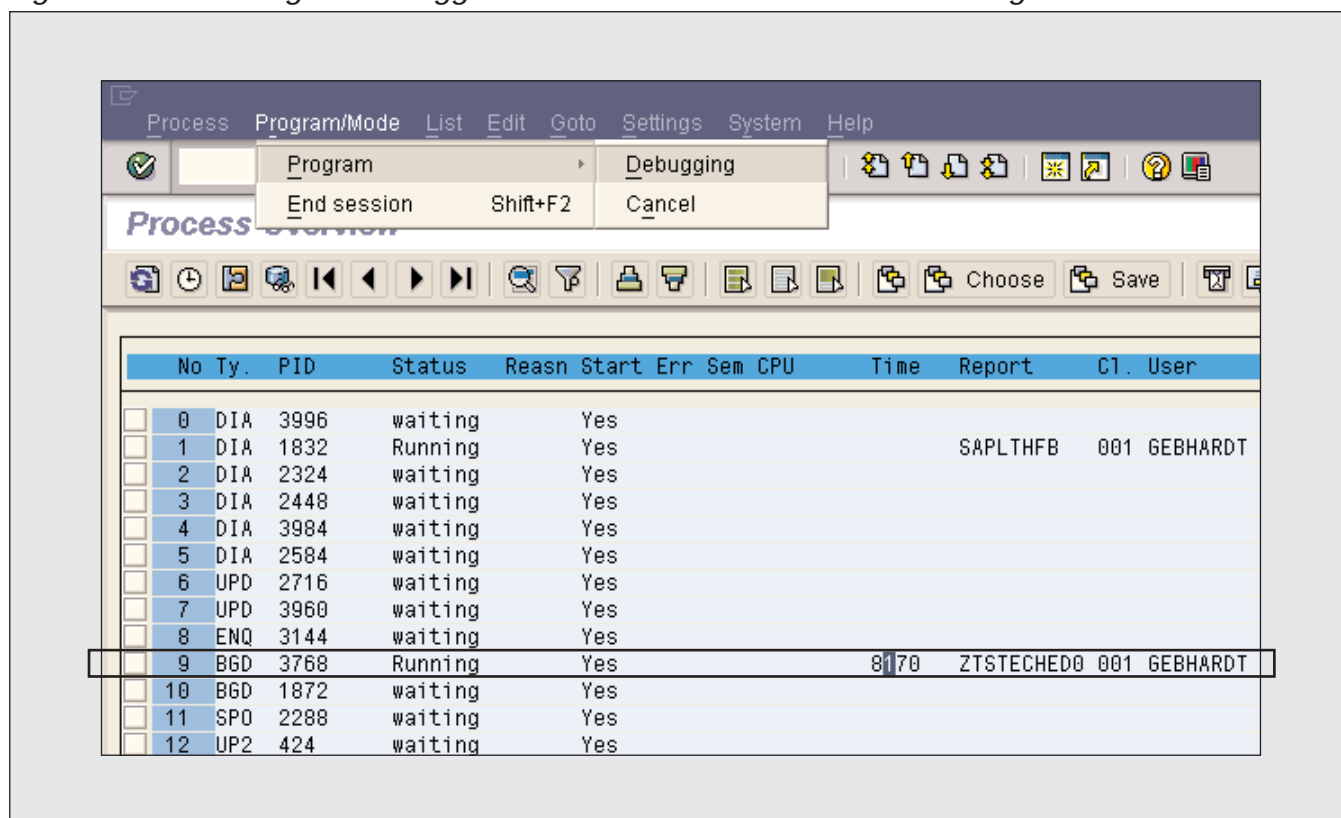 Process Program/Mode List Edit Goto Settings System Help
Program Debugging
End session Shift+F2 Cancel
Process
Choose Save
No Ty. PID Status Reasn Start Err Sem CPU Time Report Cl. User
0 DIA 3996 waiting Yes
1 DIA 1832 Running Yes SAPLTHFB 001 GEBHARDT
2 DIA 2324 waiting Yes
3 DIA 2448 waiting Yes
4 DIA 3984 waiting Yes
5 DIA 2584 waiting Yes
6 UPD 2716 waiting Yes
7 UPD 3960 waiting Yes
8 ENQ 3144 waiting Yes
9 BGD 3768 Running Yes 8170 ZTSTECHED0 001 GEBHARDT
10 BGD 1872 waiting Yes
11 SPO 2288 waiting Yes
12 UP2 424 waiting Yes